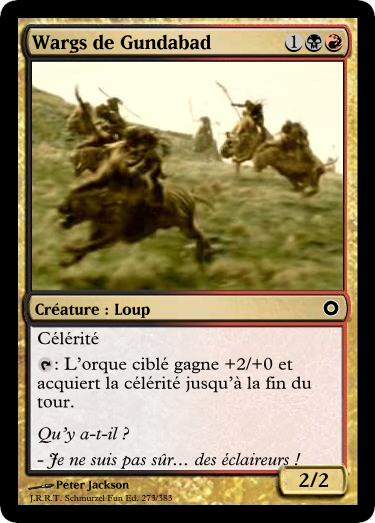 Wargs de Gundabad 1
Créature : Loup
Célérité
: L'orque ciblé gagne +2/+0 et
acquiert la célérité jusqu'à la fin du
tour.
Qu'y a-t-il ?
- Je ne suis pas sûr... des éclaireurs !
2/2
Peter Jackson
J.R.R.T. Schmurzel Fun Ed. 273/383